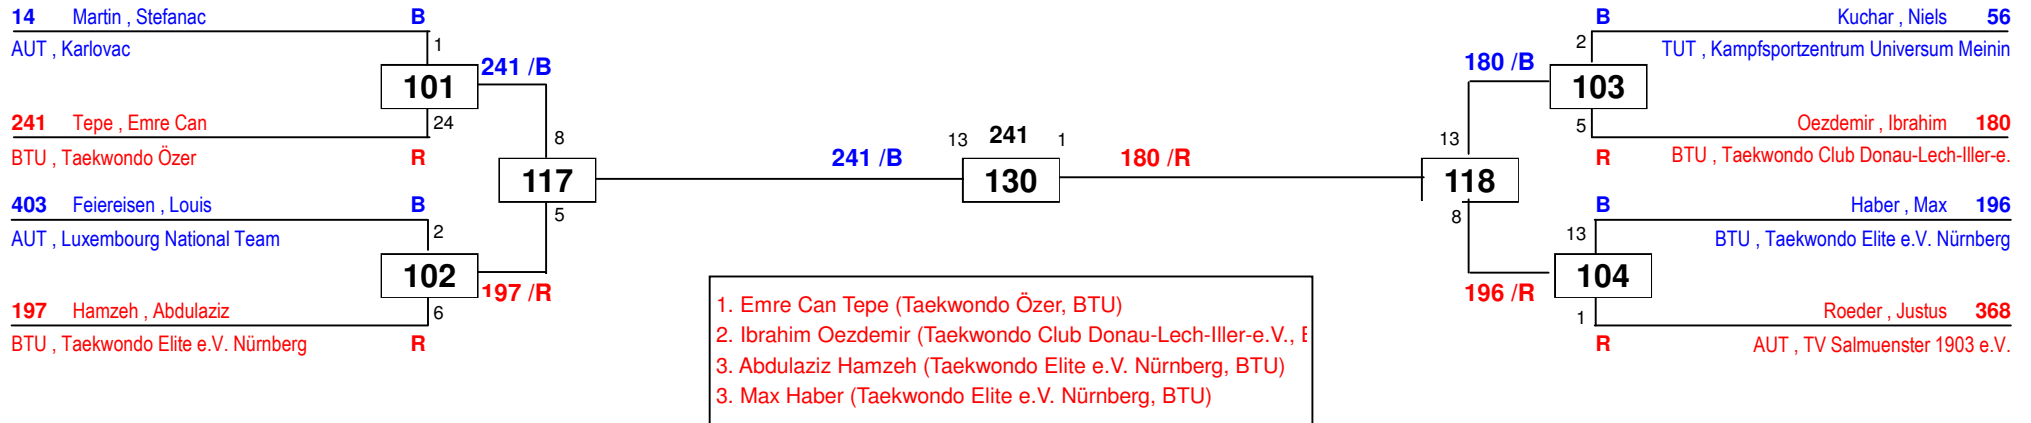 14 Martin , Stefanac B
AUT , Karlovac
1
101
241 /B
24
241 Tepe , Emre Can
BTU , Taekwondo Özer R
8
117
5
403 Feiereisen , Louis B
AUT , Luxembourg National Team
2
102
197 /R
6
197 Hamzeh , Abdulaziz
BTU , Taekwondo Elite e.V. Nürnberg R
241 /B
13 241 1
130
180 /R
B Kuchar , Niels 56
TUT , Kampfsportzentrum Universum Meinin
2
180 /B
103
5
Oezdemir , Ibrahim 180
R BTU , Taekwondo Club Donau-Lech-Iller-e.
13
118
8
B Haber , Max 196
BTU , Taekwondo Elite e.V. Nürnberg
13
104
196 /R
1
Roeder , Justus 368
R AUT , TV Salmuenster 1903 e.V.
1. Emre Can Tepe (Taekwondo Özer, BTU)
2. Ibrahim Oezdemir (Taekwondo Club Donau-Lech-Iller-e.V.,
3. Abdulaziz Hamzeh (Taekwondo Elite e.V. Nürnberg, BTU)
3. Max Haber (Taekwondo Elite e.V. Nürnberg, BTU)